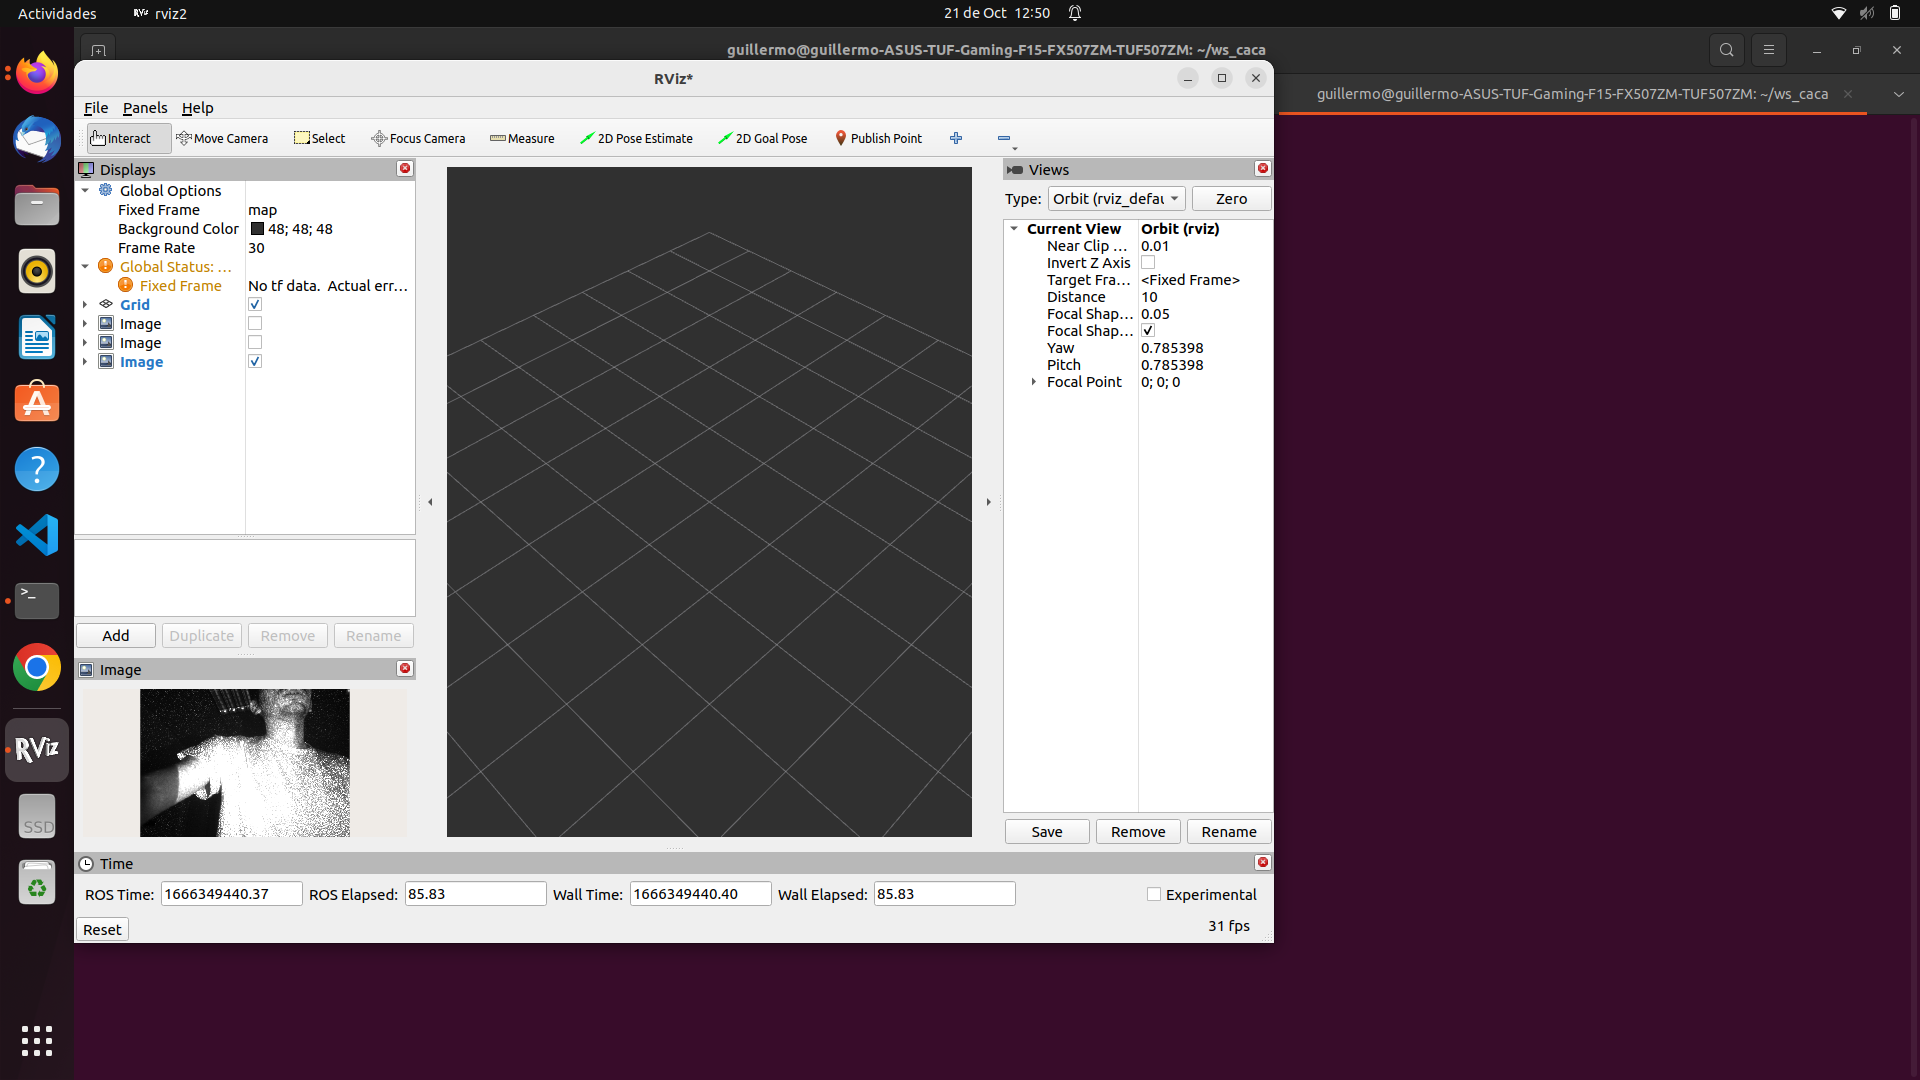 Actividades
rviz2
21 de Oct  12:50
guillermo@guillermo-ASUS-TUF-Gaming-F15-FX507ZM-TUF507ZM: ~/ws_caca
guillermo@guillermo-ASUS-TUF-Gaming-F15-FX507ZM-TUF507ZM: ~/ws_caca
RViz*
File  Panels  Help
Interact  Move Camera  Select  Focus Camera  Measure  2D Pose Estimate  2D Goal Pose  Publish Point
Displays
Global Options
Fixed Frame  map
Background Color  48; 48; 48
Frame Rate  30
Global Status: ...
Fixed Frame  No tf data.  Actual err...
Grid
Image
Image
Image
Add  Duplicate  Remove  Rename
Image
Views
Type:  Orbit (rviz_defau  Zero
Current View  Orbit (rviz)
Near Clip ...  0.01
Invert Z Axis
Target Fra...  <Fixed Frame>
Distance  10
Focal Shap...  0.05
Focal Shap...
Yaw  0.785398
Pitch  0.785398
Focal Point  0; 0; 0
Save  Remove  Rename
Time
ROS Time:  1666349440.37  ROS Elapsed:  85.83  Wall Time:  1666349440.40  Wall Elapsed:  85.83  Experimental
Reset  31 fps
RViz
SSD